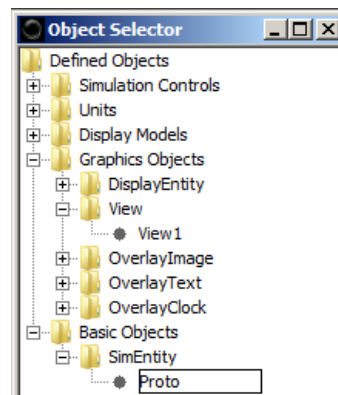 Object Selector
Defined Objects
Simulation Controls
Units
Display Models
Graphics Objects
DisplayEntity
View
View1
OverlayImage
OverlayText
OverlayClock
Basic Objects
SimEntity
Proto